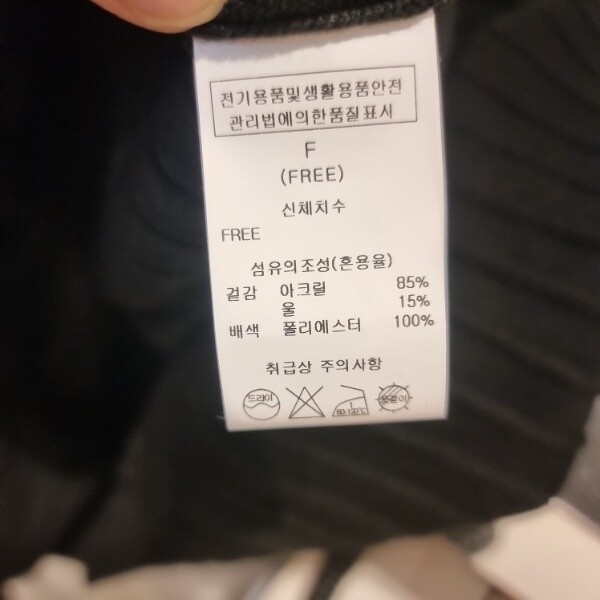 전기용품및생활용품안전
관리법에의한품질표시
F
(FREE)
신체치수
FREE
섬유의조성(혼용율)
겉감 아크릴 85%
울 15%
배색 폴리에스터 100%
취급상 주의사항
드라이 1 80-120℃ 옷걸이